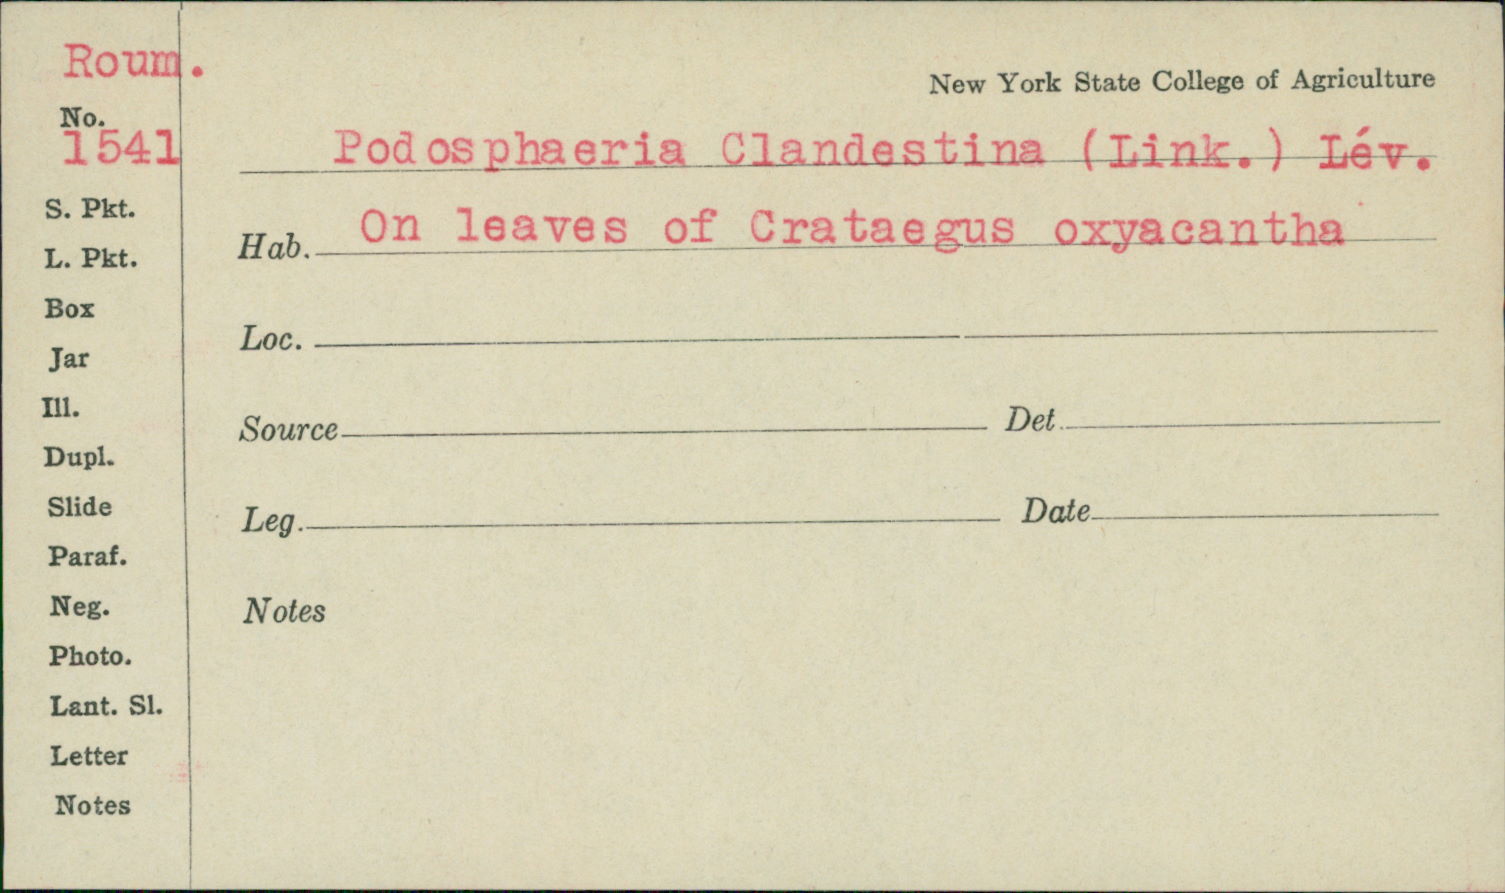 Roum.
New York State College of Agriculture
No.
1541
Podosphaeria Clandestina (Link.) Lév.
S. Pkt.
Hab. On leaves of Crataegus oxyacantha
L. Pkt.
Box
Loc.
Jar
Ill.
Source Det.
Dupl.
Slide
Leg. Date
Paraf.
Neg.
Notes
Photo.
Lant. Sl.
Letter
Notes